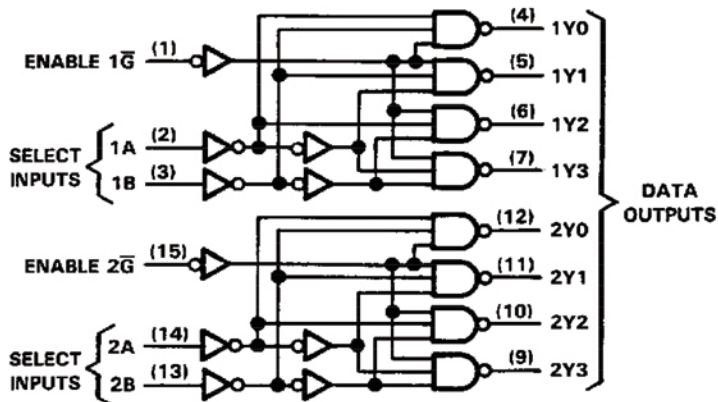 (4)
1Y0
ENABLE 1G̅ (1)
(5)
1Y1
(6)
1Y2
SELECT INPUTS
1A (2)
1B (3)
(7)
1Y3
DATA OUTPUTS
(12)
2Y0
ENABLE 2G̅ (15)
(11)
2Y1
(10)
2Y2
SELECT INPUTS
2A (14)
2B (13)
(9)
2Y3